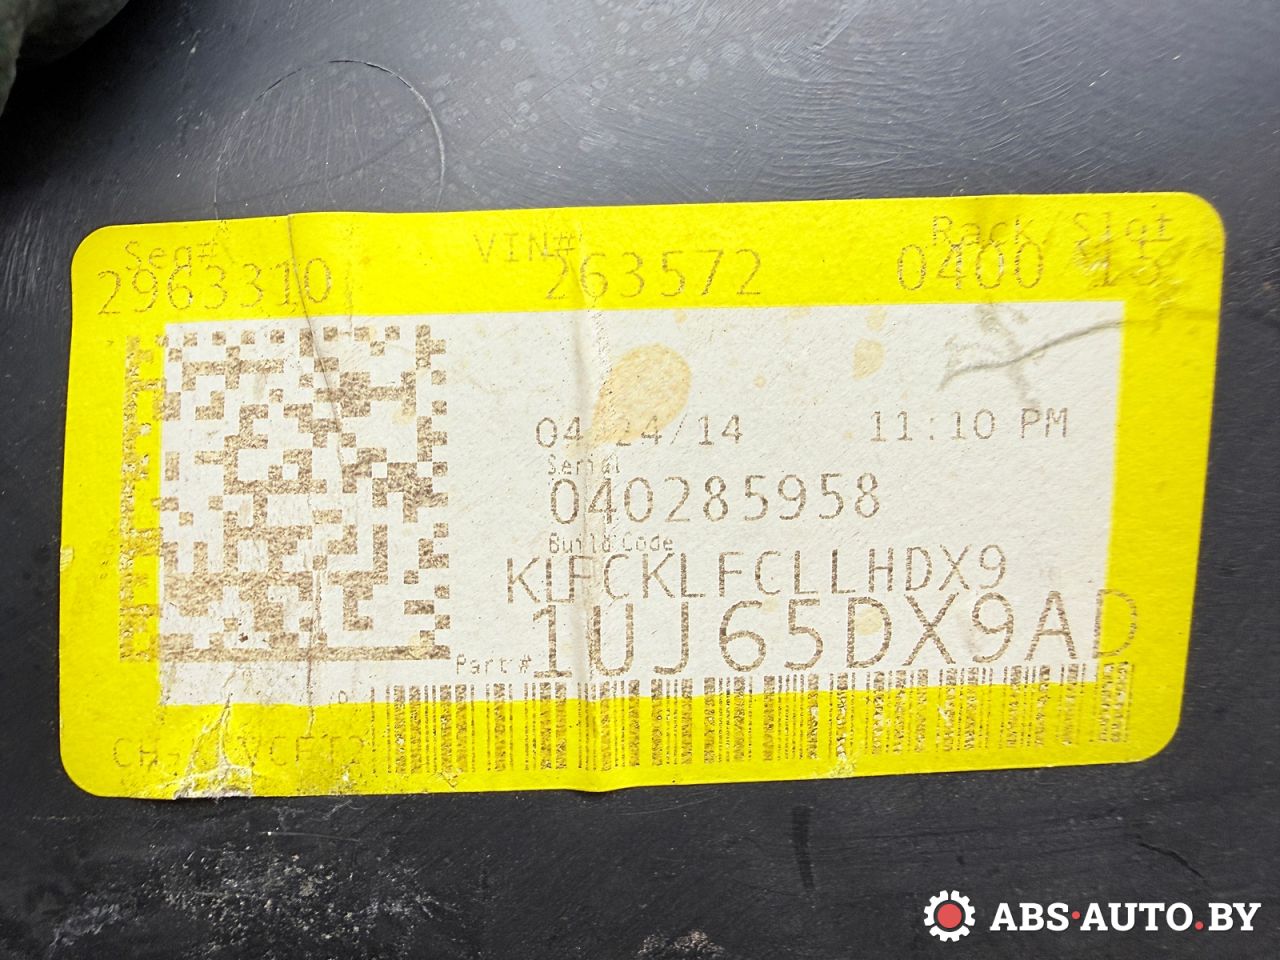 Seq# VIN# Rack/Slot
2963310 263572 0400 15
04/24/14 11:10 PM
Serial
040285958
Build Code
KLFCKLFCLLHDX9
Part# 1UJ65DX9AD
ABS·AUTO.BY